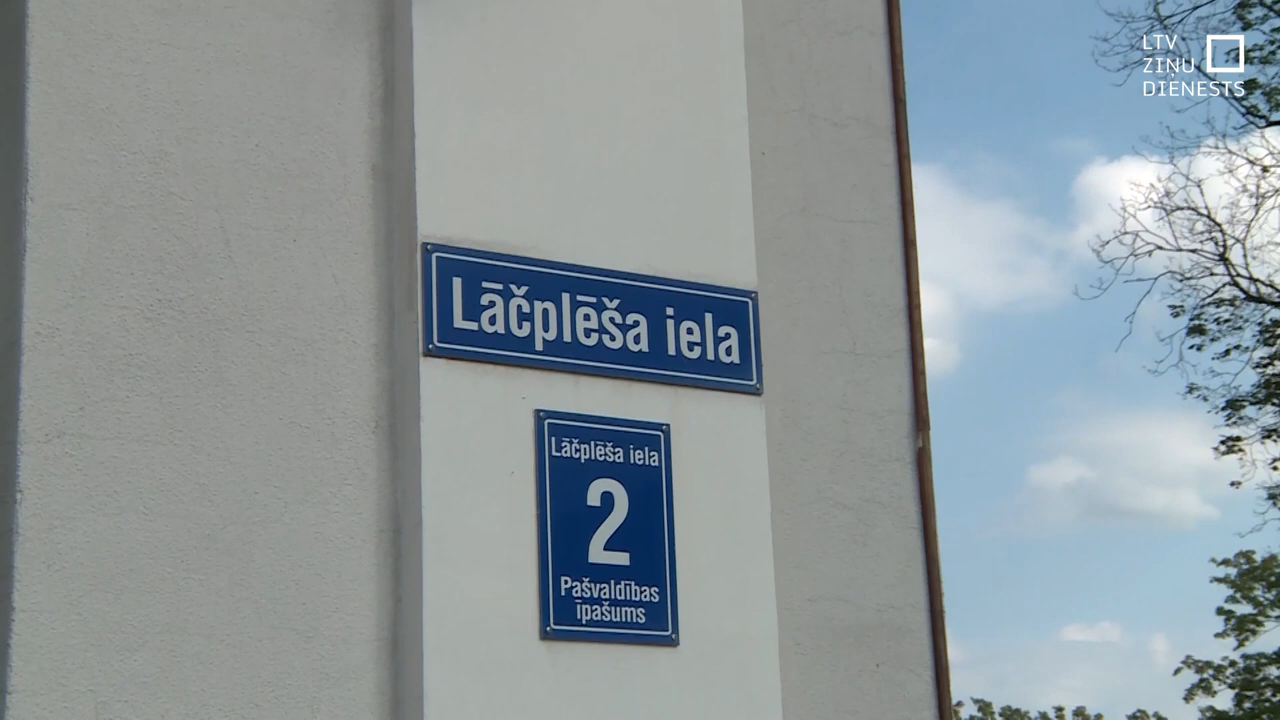 LTV
ZIŅU
DIENESTS
Lāčplēša iela
Lāčplēša iela
2
Pašvaldības
īpašums